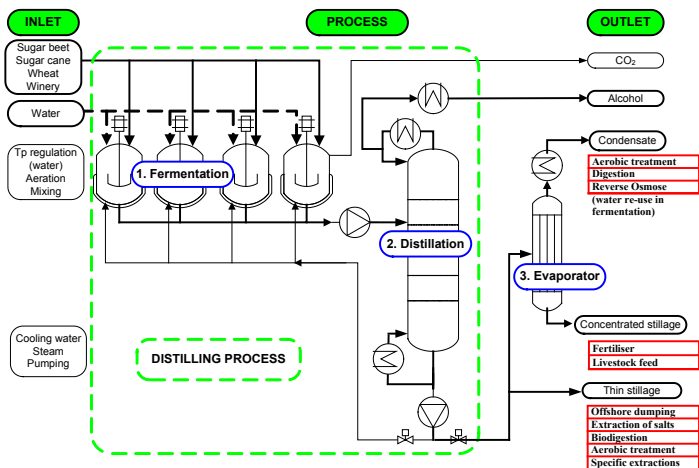 INLET
PROCESS
OUTLET
Sugar beet
Sugar cane
Wheat
Winery
Water
Tp regulation
(water)
Aeration
Mixing
1. Fermentation
2. Distillation
3. Evaporator
CO₂
Alcohol
Condensate
Aerobic treatment
Digestion
Reverse Osmose
(water re-use in
fermentation)
Cooling water
Steam
Pumping
DISTILLING PROCESS
Concentrated stillage
Fertiliser
Livestock feed
Thin stillage
Offshore dumping
Extraction of salts
Biodigestion
Aerobic treatment
Specific extractions